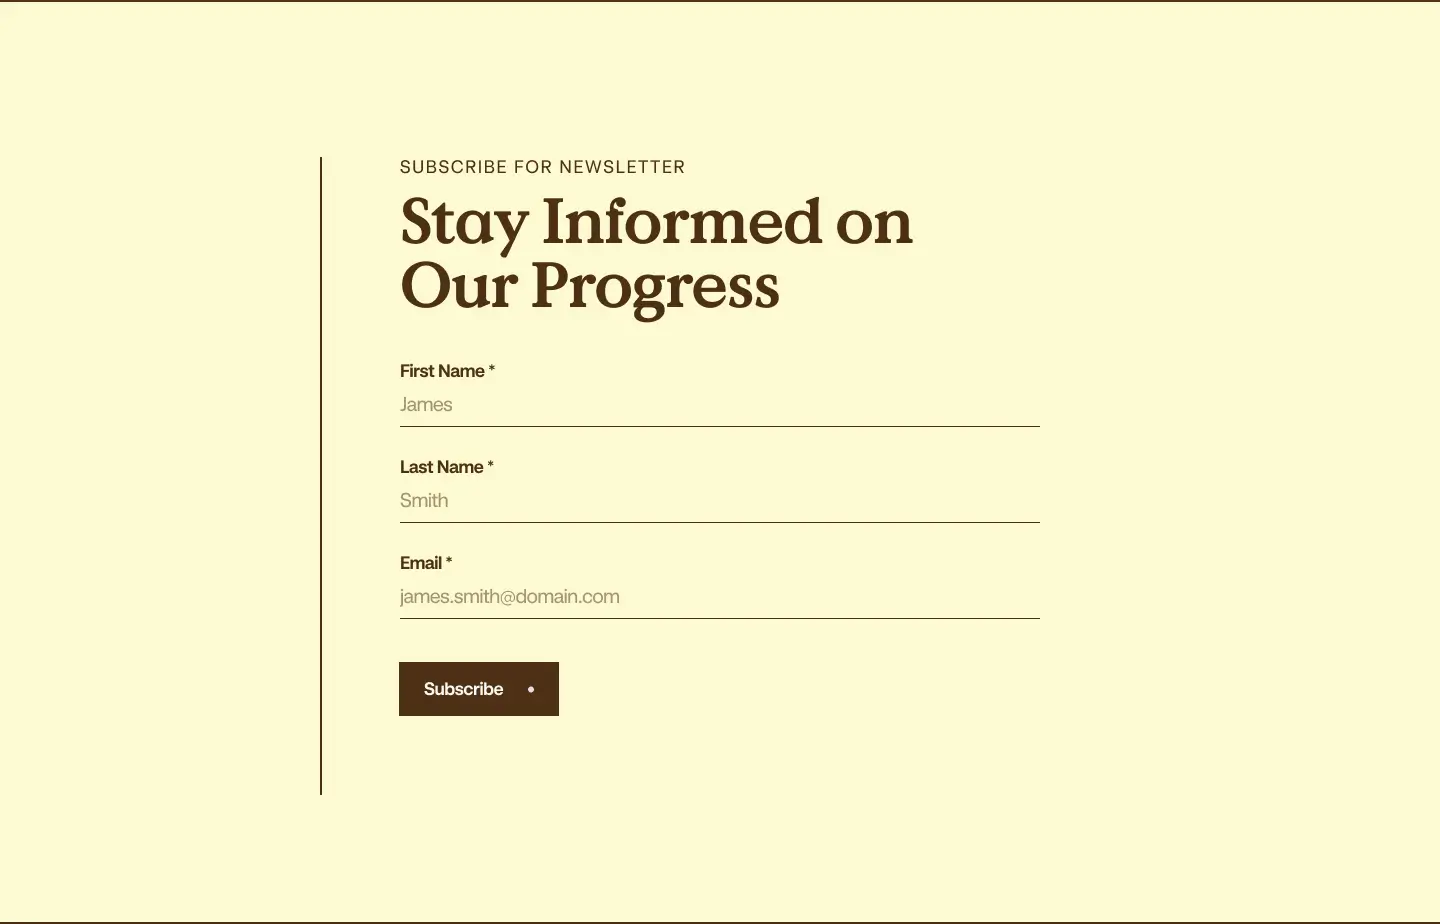 SUBSCRIBE FOR NEWSLETTER
Stay Informed on
Our Progress
First Name *
James
Last Name *
Smith
Email *
james.smith@domain.com
Subscribe